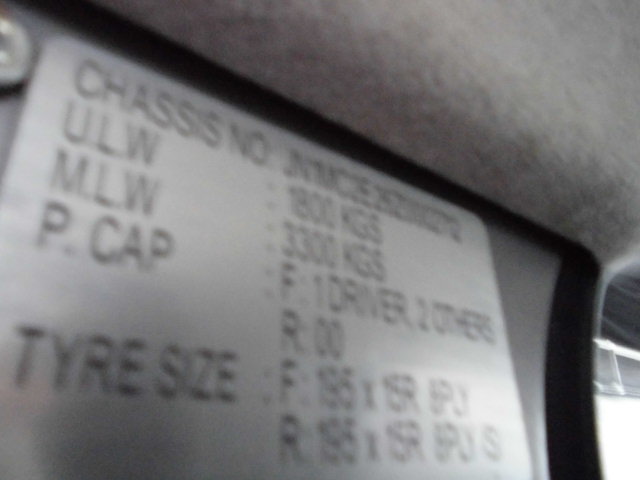 CHASSIS NO :
U.L.W : 1800 KGS
M.L.W : 3300 KGS
P. CAP : F : 1 DRIVER, 2 OTHERS
R: 00
TYRE SIZE : F : 195 x 15R 8PLY
R: 195 x 15R 8PLY (S)